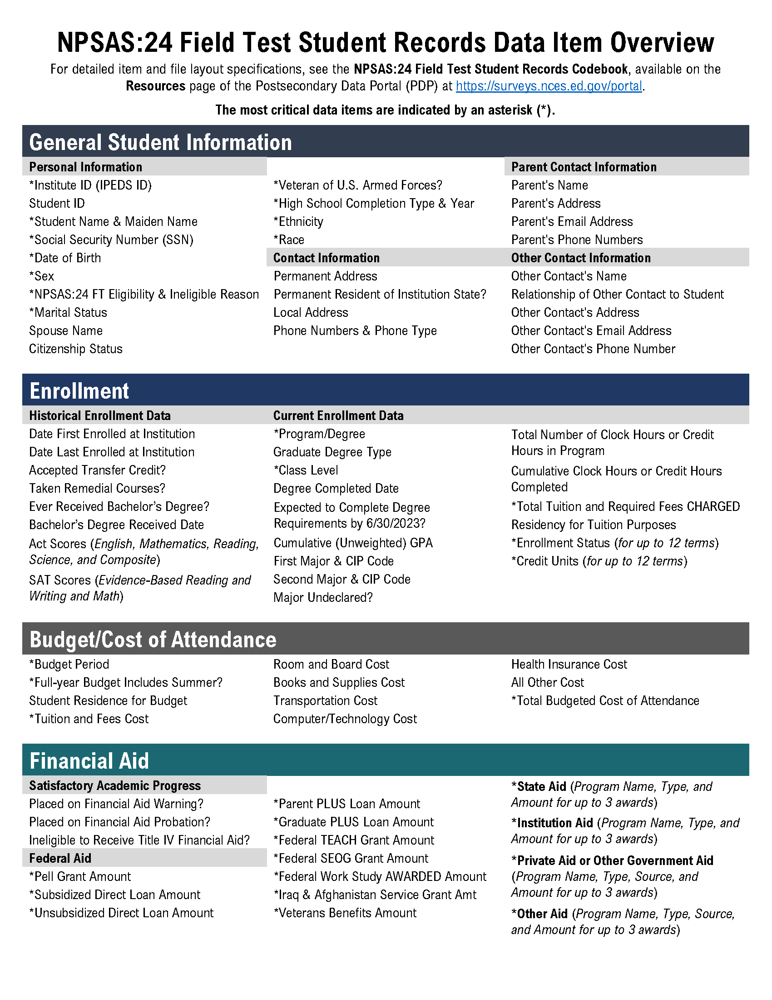 NPSAS:24 Field Test Student Records Data Item Overview
For detailed item and file layout specifications, see the NPSAS:24 Field Test Student Records Codebook, available on the
Resources page of the Postsecondary Data Portal (PDP) at https://surveys.nces.ed.gov/portal.
The most critical data items are indicated by an asterisk (*).
General Student Information
Personal Information
*Institute ID (IPEDS ID)
Student ID
*Student Name & Maiden Name
*Social Security Number (SSN)
*Date of Birth
*Sex
*NPSAS:24 FT Eligibility & Ineligible Reason
*Marital Status
Spouse Name
Citizenship Status
*Veteran of U.S. Armed Forces?
*High School Completion Type & Year
*Ethnicity
*Race
Contact Information
Permanent Address
Permanent Resident of Institution State?
Local Address
Phone Numbers & Phone Type
Parent Contact Information
Parent's Name
Parent's Address
Parent's Email Address
Parent's Phone Numbers
Other Contact Information
Other Contact's Name
Relationship of Other Contact to Student
Other Contact's Address
Other Contact's Email Address
Other Contact's Phone Number
Enrollment
Historical Enrollment Data
Date First Enrolled at Institution
Date Last Enrolled at Institution
Accepted Transfer Credit?
Taken Remedial Courses?
Ever Received Bachelor’s Degree?
Bachelor’s Degree Received Date
Act Scores (English, Mathematics, Reading,
Science, and Composite)
SAT Scores (Evidence-Based Reading and
Writing and Math)
Current Enrollment Data
*Program/Degree
Graduate Degree Type
*Class Level
Degree Completed Date
Expected to Complete Degree
Requirements by 6/30/2023?
Cumulative (Unweighted) GPA
First Major & CIP Code
Second Major & CIP Code
Major Undeclared?
Total Number of Clock Hours or Credit
Hours in Program
Cumulative Clock Hours or Credit Hours
Completed
*Total Tuition and Required Fees CHARGED
Residency for Tuition Purposes
*Enrollment Status (for up to 12 terms)
*Credit Units (for up to 12 terms)
Budget/Cost of Attendance
*Budget Period
*Full-year Budget Includes Summer?
Student Residence for Budget
*Tuition and Fees Cost
Room and Board Cost
Books and Supplies Cost
Transportation Cost
Computer/Technology Cost
Health Insurance Cost
All Other Cost
*Total Budgeted Cost of Attendance
Financial Aid
Satisfactory Academic Progress
Placed on Financial Aid Warning?
Placed on Financial Aid Probation?
Ineligible to Receive Title IV Financial Aid?
Federal Aid
*Pell Grant Amount
*Subsidized Direct Loan Amount
*Unsubsidized Direct Loan Amount
*Parent PLUS Loan Amount
*Graduate PLUS Loan Amount
*Federal TEACH Grant Amount
*Federal SEOG Grant Amount
*Federal Work Study AWARDED Amount
*Iraq & Afghanistan Service Grant Amt
*Veterans Benefits Amount
*State Aid (Program Name, Type, and
Amount for up to 3 awards)
*Institution Aid (Program Name, Type, and
Amount for up to 3 awards)
*Private Aid or Other Government Aid
(Program Name, Type, Source, and
Amount for up to 3 awards)
*Other Aid (Program Name, Type, Source,
and Amount for up to 3 awards)